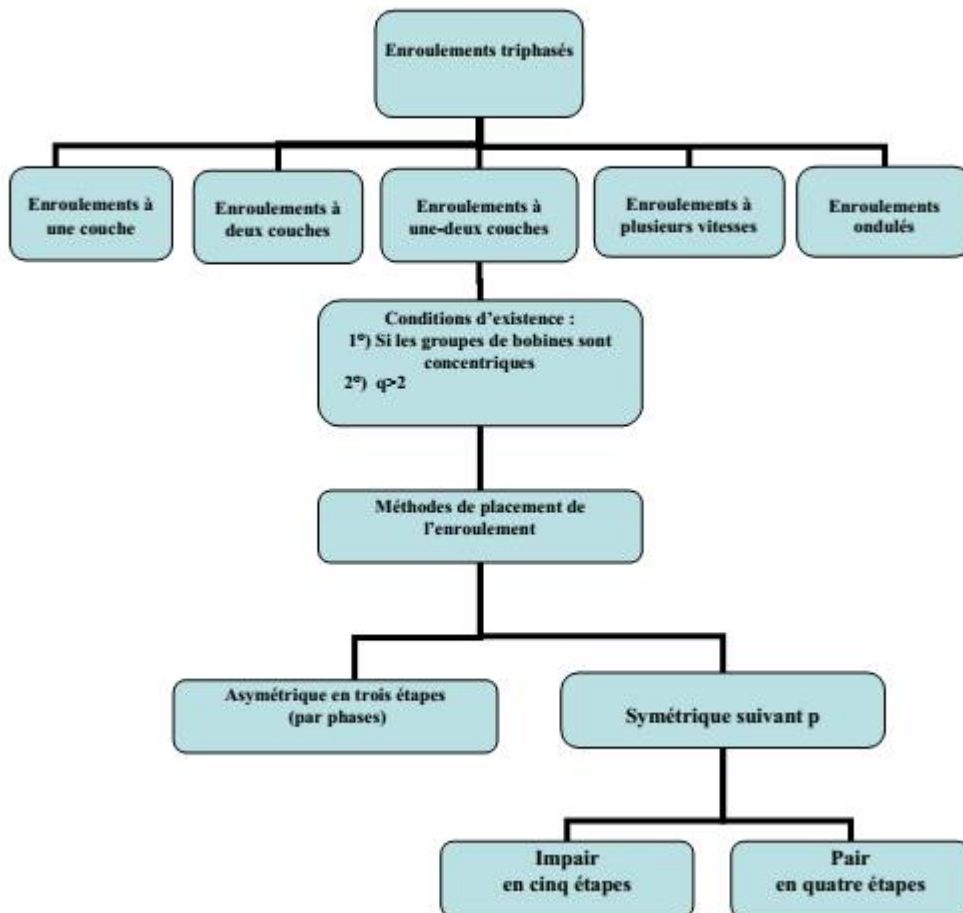 Enroulements triphasés
Enroulements à
une couche
Enroulements à
deux couches
Enroulements à
une-deux couches
Enroulements à
plusieurs vitesses
Enroulements
ondulés
Conditions d'existence :
1°) Si les groupes de bobines sont
concentriques
2°) q>2
Méthodes de placement de
l'enroulement
Asymétrique en trois étapes
(par phases)
Symétrique suivant p
Impair
en cinq étapes
Pair
en quatre étapes